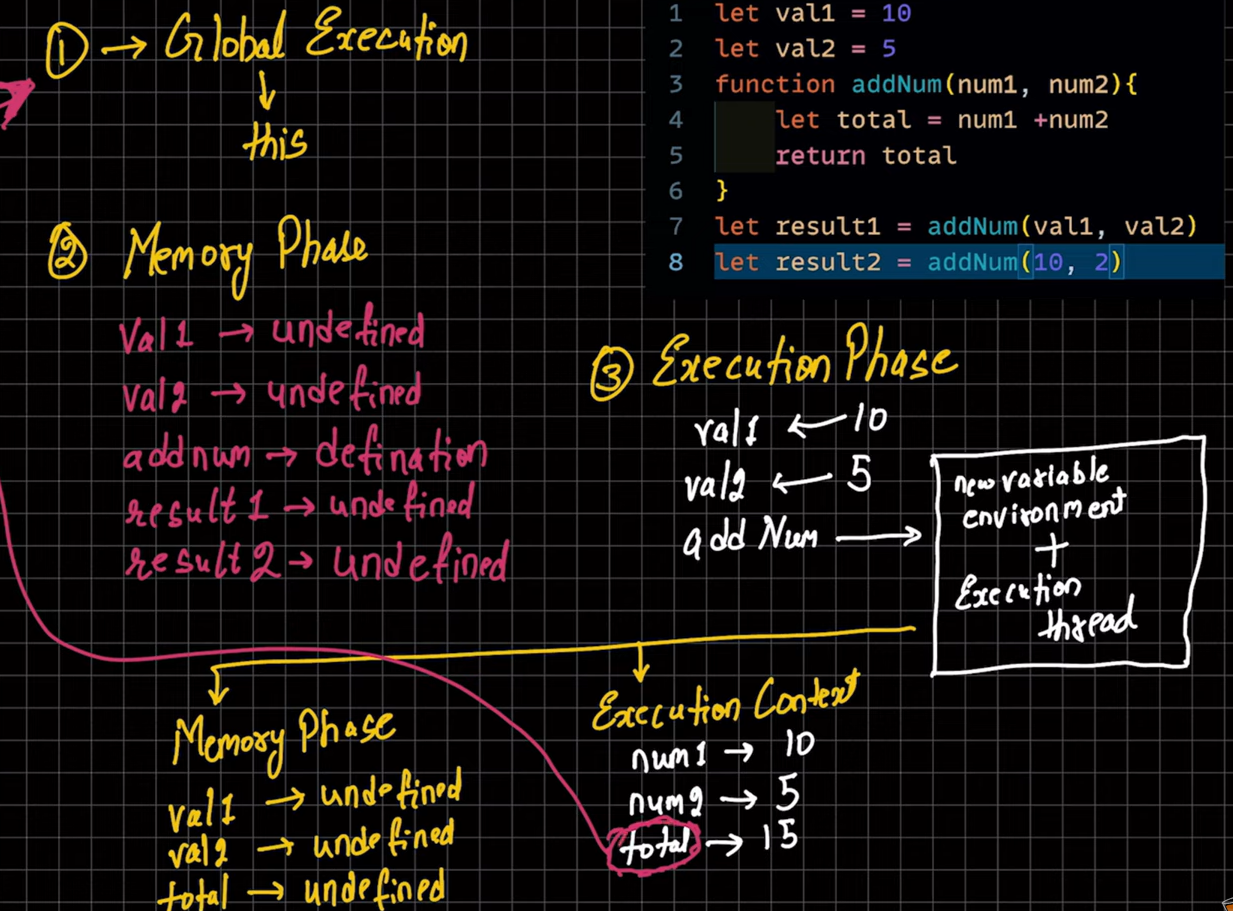 ① → Global Execution
↓
this
② Memory Phase
val1 → undefined
val2 → undefined
addnum → defination
result1 → undefined
result2 → undefined
1 let val1 = 10
2 let val2 = 5
3 function addNum(num1, num2){
4 let total = num1 +num2
5 return total
6 }
7 let result1 = addNum(val1, val2)
8 let result2 = addNum(10, 2)
③ Execution Phase
val1 ← 10
val2 ← 5
add Num →
new variable
environment
+
Execution
thread
Memory Phase
val1 → undefined
val2 → undefined
total → undefined
Execution Context
num1 → 10
num2 → 5
total → 15